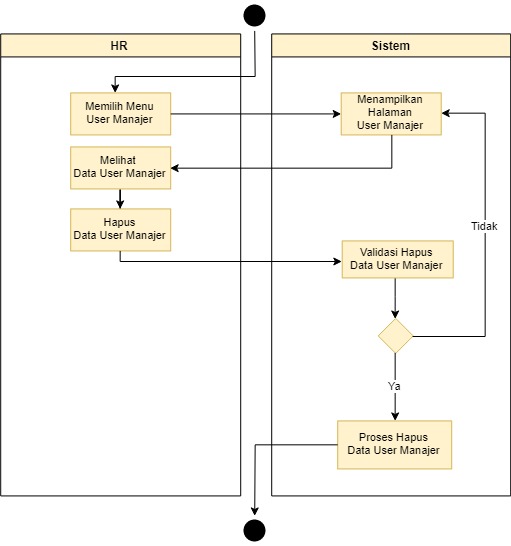 HR
Sistem
Memilih Menu
User Manajer
Menampilkan
Halaman
User Manajer
Melihat
Data User Manajer
Hapus
Data User Manajer
Tidak
Validasi Hapus
Data User Manajer
Ya
Proses Hapus
Data User Manajer